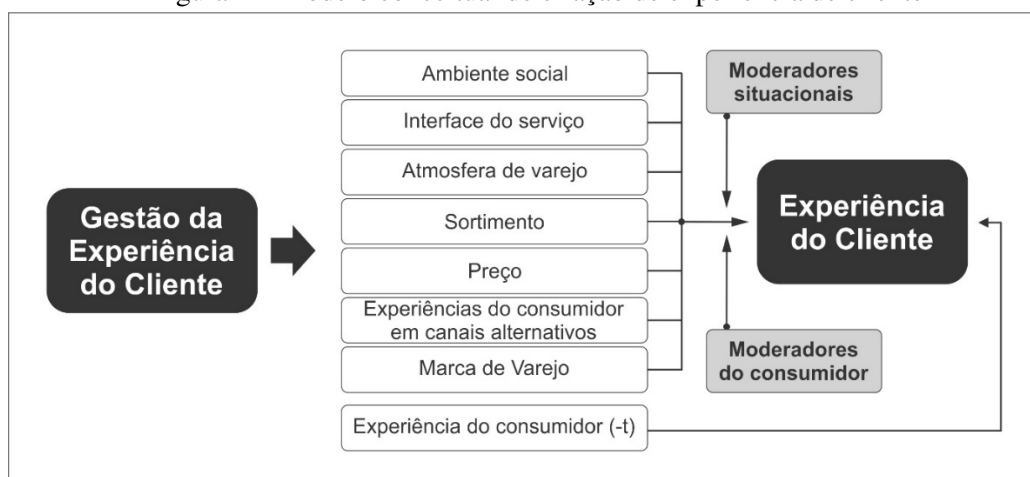 Gestão da
Experiência
do Cliente
Ambiente social
Interface do serviço
Atmosfera de varejo
Sortimento
Preço
Experiências do consumidor
em canais alternativos
Marca de Varejo
Experiência do consumidor (-t)
Moderadores
situacionais
Experiência
do Cliente
Moderadores
do consumidor